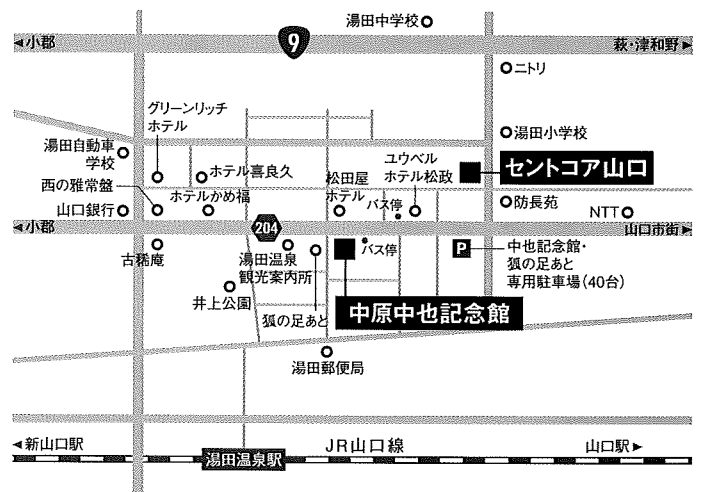 湯田中学校
◀小郡
9
萩・津和野▶
ニトリ
グリーンリッチ
ホテル
湯田小学校
湯田自動車
学校
ホテル喜良久
松田屋
ホテル
ユウベル
ホテル松政
セントコア山口
西の雅常盤
ホテルかめ福
バス停
防長苑
山口銀行
NTT
◀小郡
204
山口市街▶
古稀庵
湯田温泉
観光案内所
バス停
P
中也記念館・
狐の足あと
専用駐車場(40台)
井上公園
狐の足あと
中原中也記念館
湯田郵便局
◀新山口駅
JR山口線
山口駅▶
湯田温泉駅